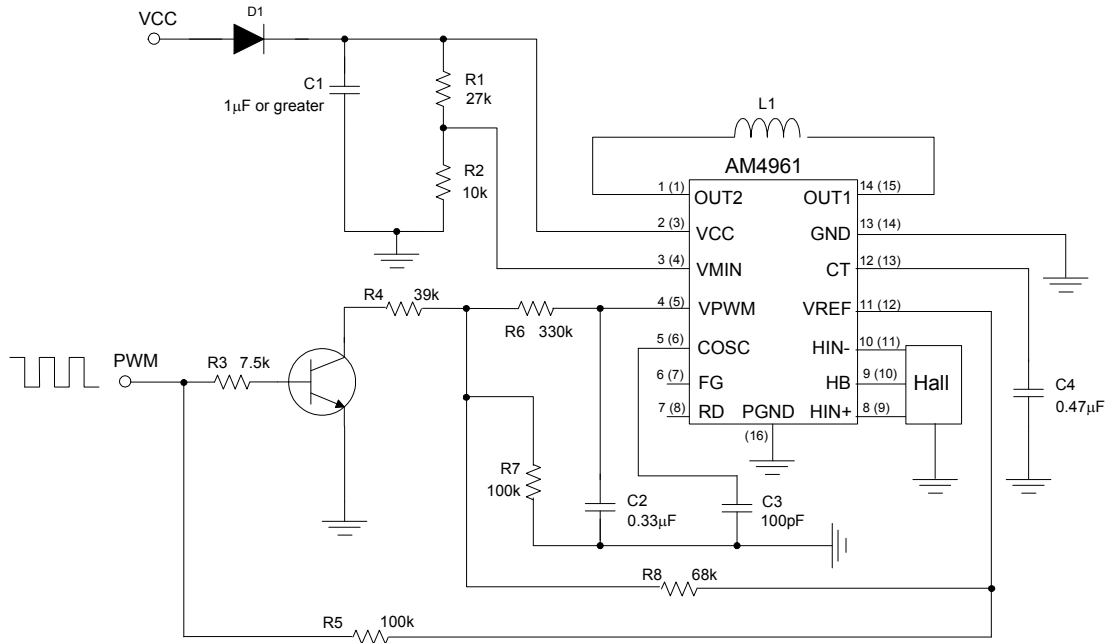 D1
VCC
C1
1µF or greater
R1
27k
R2
10k
L1
AM4961
1 (1) OUT2 OUT1 14 (15)
2 (3) VCC GND 13 (14)
3 (4) VMIN CT 12 (13)
4 (5) VPWM VREF 11 (12)
5 (6) COSC HIN- 10 (11)
6 (7) FG HB 9 (10)
7 (8) RD PGND HIN+ 8 (9)
(16)
Hall
C4
0.47µF
R4 39k
R6 330k
PWM
R3 7.5k
R7
100k
C2
0.33µF
C3
100pF
R8 68k
R5 100k